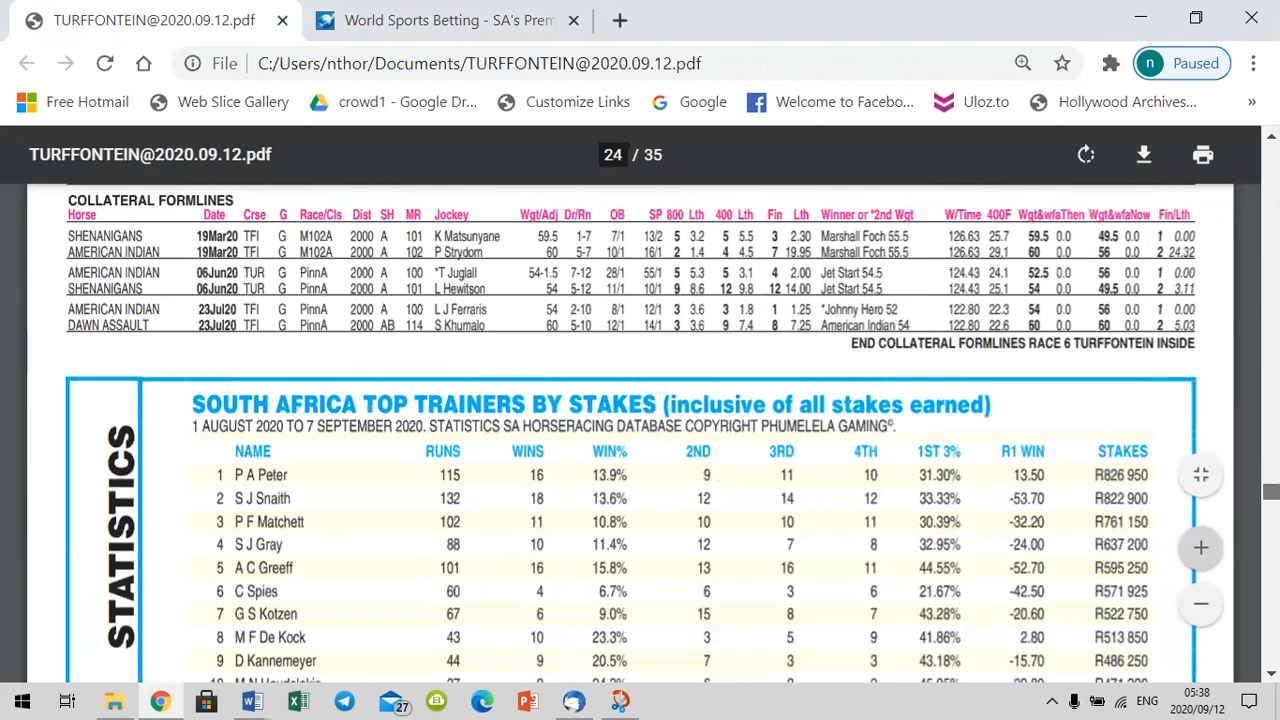 TURFFONTEIN@2020.09.12.pdf
World Sports Betting - SA's Prem
File C:/Users/nthor/Documents/TURFFONTEIN@2020.09.12.pdf n Paused
Free Hotmail Web Slice Gallery crowd1 - Google Dr... Customize Links Google Welcome to Facebo... Uloz.to Hollywood Archives... »
TURFFONTEIN@2020.09.12.pdf 24 / 35
COLLATERAL FORMLINES
Horse Date Crse G Race/Cls Dist SH MR Jockey Wgt/Adj Dr/Rn OB SP 800 Lth 400 Lth Fin Lth Winner or *2nd Wgt W/Time 400F Wgt&wfaThen Wgt&wfaNow Fin/Lth
SHENANIGANS 19Mar20 TFI G M102A 2000 A 101 K Matsunyane 59.5 1-7 7/1 13/2 5 3.2 4 5.5 3 2.30 Marshall Foch 55.5 126.63 25.7 59.5 0.0 49.5 0.0 1 0.00
AMERICAN INDIAN 19Mar20 TFI G M102A 2000 A 102 P Strydom 60 5-7 10/1 16/1 2 1.4 4 4.5 7 19.95 Marshall Foch 55.5 126.63 29.1 60 0.0 56 0.0 2 24.32
AMERICAN INDIAN 06Jun20 TUR G PinnA 2000 A 100 *T Juglall 54-1.5 7-12 28/1 55/1 5 5.3 5 3.1 4 2.00 Jet Start 54.5 124.43 24.1 52.5 0.0 56 0.0 1 0.00
SHENANIGANS 06Jun20 TUR G PinnA 2000 A 101 L Hewitson 54 5-12 11/1 10/1 9 8.6 12 9.8 12 14.00 Jet Start 54.5 124.43 25.1 54 0.0 49.5 0.0 2 3.11
AMERICAN INDIAN 23Jul20 TFI G PinnA 2000 A 100 L J Ferraris 54 2-10 8/1 12/1 3 3.6 3 1.8 1 1.25 *Johnny Hero 52 122.80 22.3 54 0.0 56 0.0 1 0.00
DAWN ASSAULT 23Jul20 TFI G PinnA 2000 AB 114 S Khumalo 60 5-10 12/1 14/1 3 3.6 9 7.4 8 7.25 American Indian 54 122.80 22.6 60 0.0 60 0.0 2 5.03
END COLLATERAL FORMLINES RACE 6 TURFFONTEIN INSIDE
STATISTICS
SOUTH AFRICA TOP TRAINERS BY STAKES (inclusive of all stakes earned)
1 AUGUST 2020 TO 7 SEPTEMBER 2020. STATISTICS SA HORSERACING DATABASE COPYRIGHT PHUMELELA GAMING©.
NAME RUNS WINS WIN% 2ND 3RD 4TH 1ST 3% R1 WIN STAKES
1 P A Peter 115 16 13.9% 9 11 10 31.30% 13.50 R826 950
2 S J Snaith 132 18 13.6% 12 14 12 33.33% -53.70 R822 900
3 P F Matchett 102 11 10.8% 10 10 11 30.39% -32.20 R761 150
4 S J Gray 88 10 11.4% 12 7 8 32.95% -24.00 R637 200
5 A C Greeff 101 16 15.8% 13 16 11 44.55% -52.70 R595 250
6 C Spies 60 4 6.7% 6 3 6 21.67% -42.50 R571 925
7 G S Kotzen 67 6 9.0% 15 8 7 43.28% -20.60 R522 750
8 M F De Kock 43 10 23.3% 3 5 9 41.86% 2.80 R513 850
9 D Kannemeyer 44 9 20.5% 7 3 3 43.18% -15.70 R486 250
27 ENG 05:38
2020/09/12